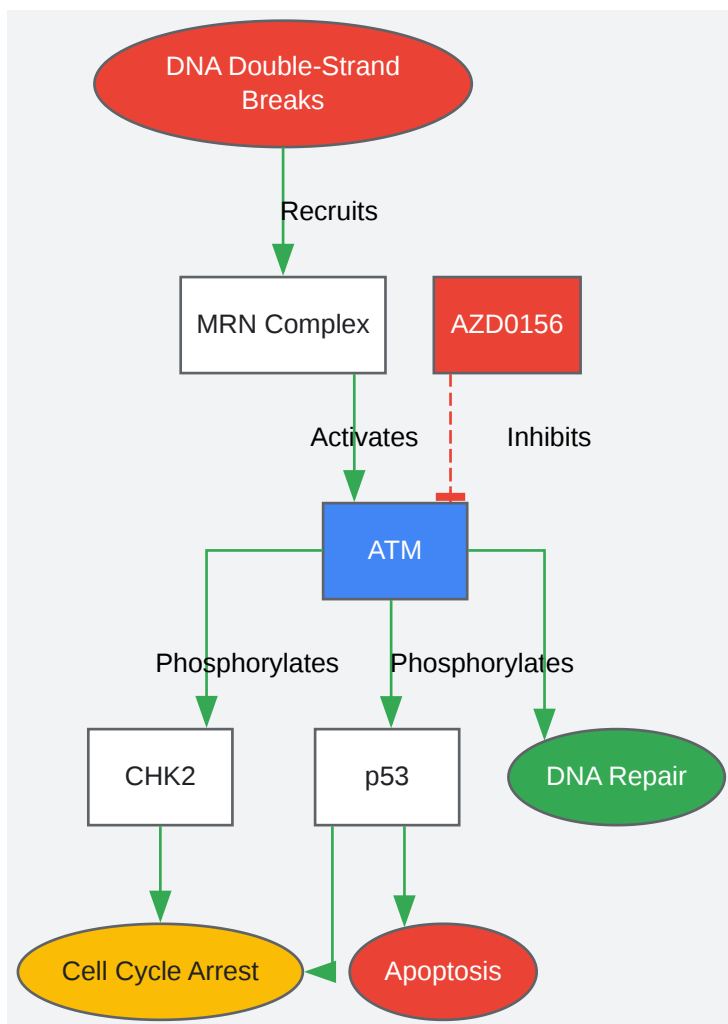 DNA Double-Strand
Breaks
Recruits
MRN Complex
AZD0156
Activates
Inhibits
ATM
Phosphorylates
Phosphorylates
CHK2
p53
DNA Repair
Cell Cycle Arrest
Apoptosis